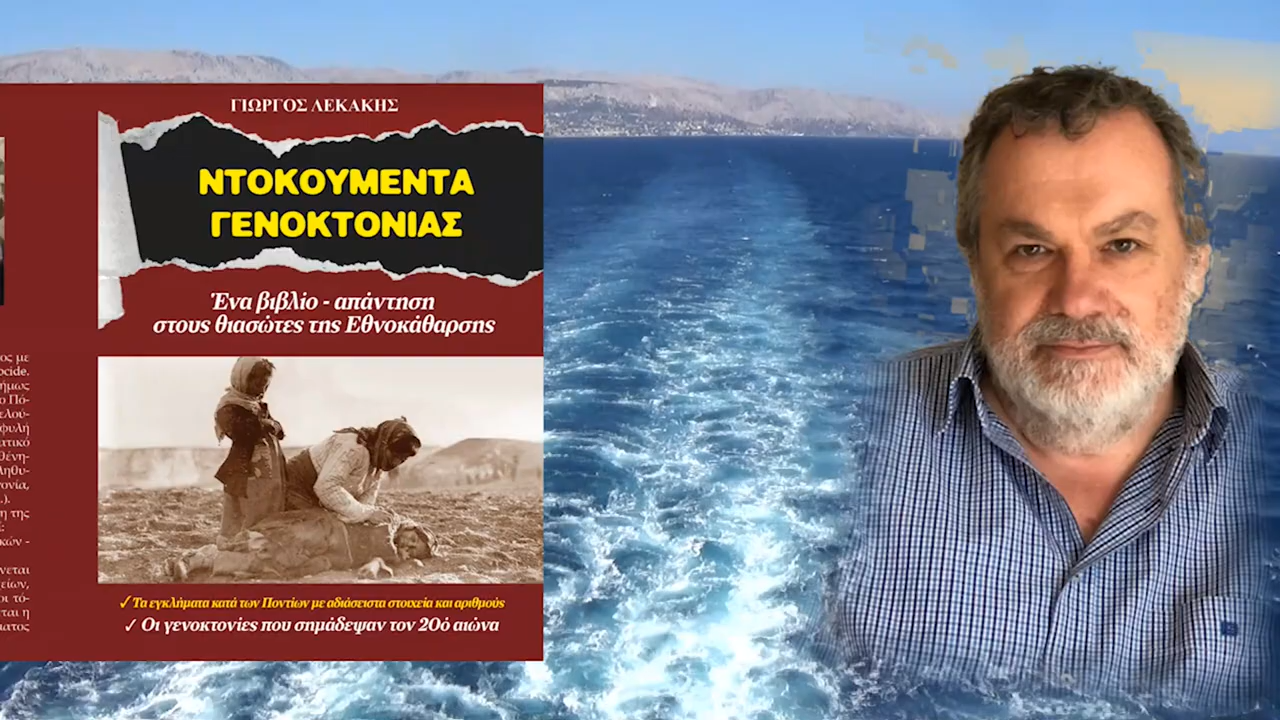 ΓΙΩΡΓΟΣ ΛΕΚΑΚΗΣ
ΝΤΟΚΟΥΜΕΝΤΑ
ΓΕΝΟΚΤΟΝΙΑΣ
Ένα βιβλίο - απάντηση
στους θιασώτες της Εθνοκάθαρσης
✓ Τα εγκλήματα κατά των Ποντίων με αδιάσειστα στοιχεία και αριθμούς
✓ Οι γενοκτονίες που σημάδεψαν τον 20ό αιώνα